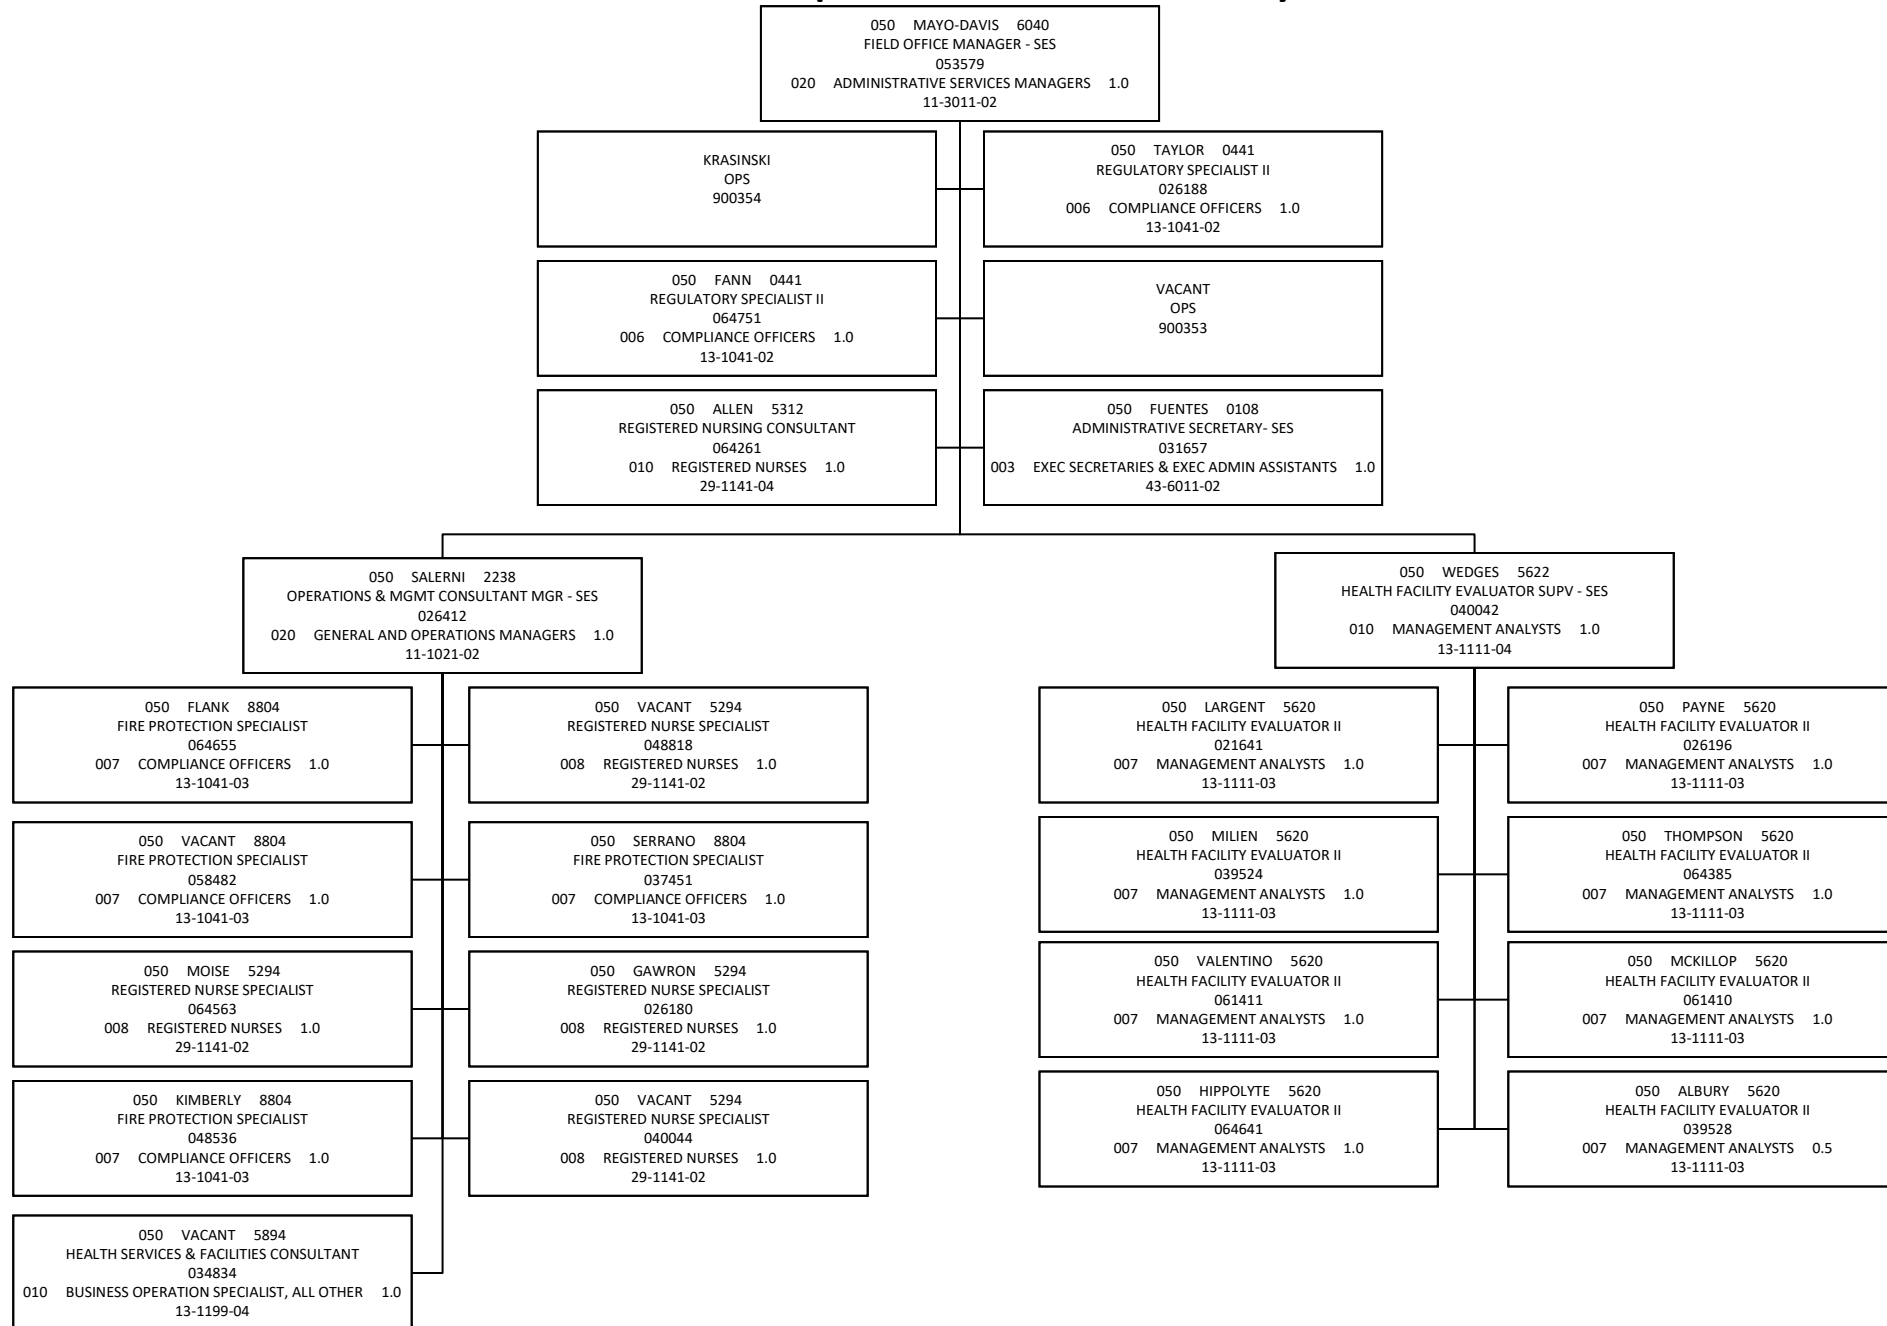 050 MAYO-DAVIS 6040
FIELD OFFICE MANAGER - SES
053579
020 ADMINISTRATIVE SERVICES MANAGERS 1.0
11-3011-02
KRASINSKI
OPS
900354
050 TAYLOR 0441
REGULATORY SPECIALIST II
026188
006 COMPLIANCE OFFICERS 1.0
13-1041-02
050 FANN 0441
REGULATORY SPECIALIST II
064751
006 COMPLIANCE OFFICERS 1.0
13-1041-02
VACANT
OPS
900353
050 ALLEN 5312
REGISTERED NURSING CONSULTANT
064261
010 REGISTERED NURSES 1.0
29-1141-04
050 FUENTES 0108
ADMINISTRATIVE SECRETARY- SES
031657
003 EXEC SECRETARIES & EXEC ADMIN ASSISTANTS 1.0
43-6011-02
050 SALERNI 2238
OPERATIONS & MGMT CONSULTANT MGR - SES
026412
020 GENERAL AND OPERATIONS MANAGERS 1.0
11-1021-02
050 WEDGES 5622
HEALTH FACILITY EVALUATOR SUPV - SES
040042
010 MANAGEMENT ANALYSTS 1.0
13-1111-04
050 FLANK 8804
FIRE PROTECTION SPECIALIST
064655
007 COMPLIANCE OFFICERS 1.0
13-1041-03
050 VACANT 5294
REGISTERED NURSE SPECIALIST
048818
008 REGISTERED NURSES 1.0
29-1141-02
050 VACANT 8804
FIRE PROTECTION SPECIALIST
058482
007 COMPLIANCE OFFICERS 1.0
13-1041-03
050 SERRANO 8804
FIRE PROTECTION SPECIALIST
037451
007 COMPLIANCE OFFICERS 1.0
13-1041-03
050 MOISE 5294
REGISTERED NURSE SPECIALIST
064563
008 REGISTERED NURSES 1.0
29-1141-02
050 GAWRON 5294
REGISTERED NURSE SPECIALIST
026180
008 REGISTERED NURSES 1.0
29-1141-02
050 KIMBERLY 8804
FIRE PROTECTION SPECIALIST
048536
007 COMPLIANCE OFFICERS 1.0
13-1041-03
050 VACANT 5294
REGISTERED NURSE SPECIALIST
040044
008 REGISTERED NURSES 1.0
29-1141-02
050 VACANT 5894
HEALTH SERVICES & FACILITIES CONSULTANT
034834
010 BUSINESS OPERATION SPECIALIST, ALL OTHER 1.0
13-1199-04
050 LARGENT 5620
HEALTH FACILITY EVALUATOR II
021641
007 MANAGEMENT ANALYSTS 1.0
13-1111-03
050 PAYNE 5620
HEALTH FACILITY EVALUATOR II
026196
007 MANAGEMENT ANALYSTS 1.0
13-1111-03
050 MILIEN 5620
HEALTH FACILITY EVALUATOR II
039524
007 MANAGEMENT ANALYSTS 1.0
13-1111-03
050 THOMPSON 5620
HEALTH FACILITY EVALUATOR II
064385
007 MANAGEMENT ANALYSTS 1.0
13-1111-03
050 VALENTINO 5620
HEALTH FACILITY EVALUATOR II
061411
007 MANAGEMENT ANALYSTS 1.0
13-1111-03
050 MCKILLOP 5620
HEALTH FACILITY EVALUATOR II
061410
007 MANAGEMENT ANALYSTS 1.0
13-1111-03
050 HIPPOLYTE 5620
HEALTH FACILITY EVALUATOR II
064641
007 MANAGEMENT ANALYSTS 1.0
13-1111-03
050 ALBURY 5620
HEALTH FACILITY EVALUATOR II
039528
007 MANAGEMENT ANALYSTS 0.5
13-1111-03